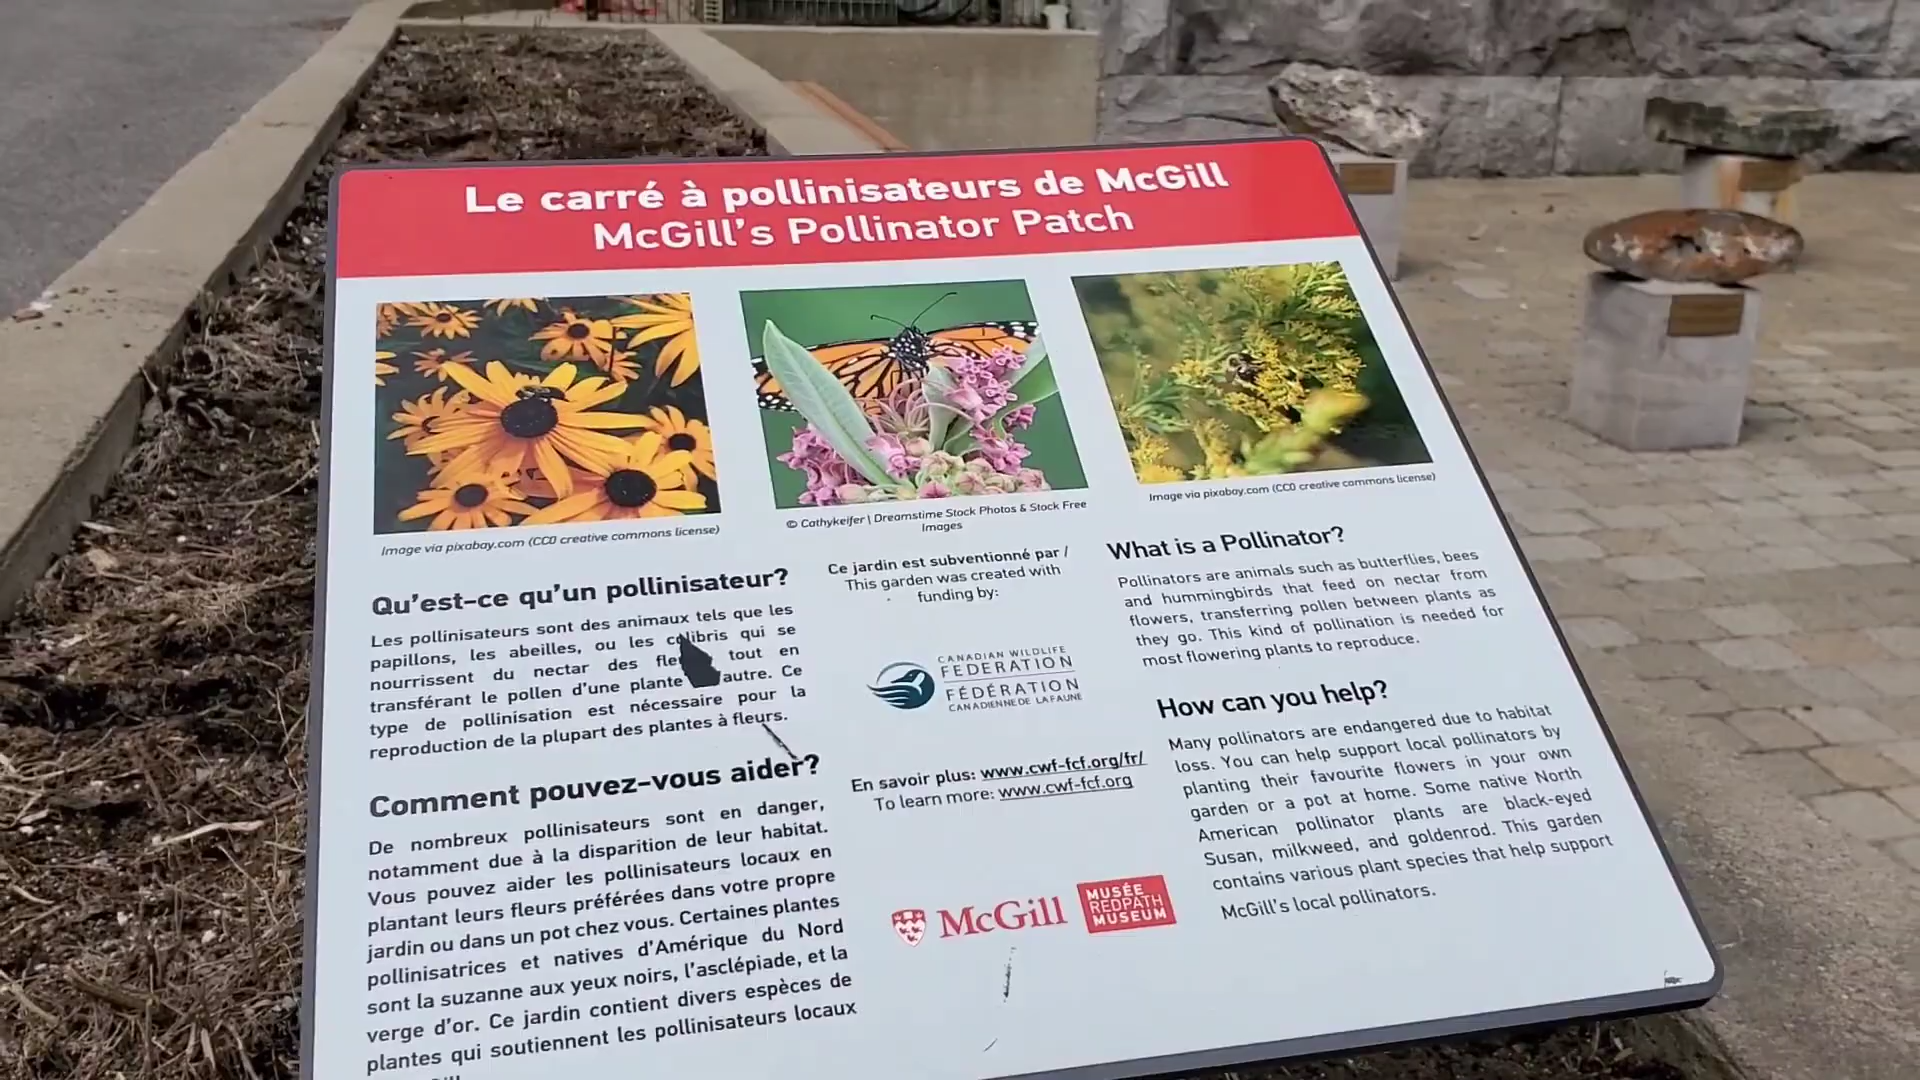 Le carré à pollinisateurs de McGill
McGill's Pollinator Patch
Image via pixabay.com (CC0 creative commons license)
© Cathykeifer | Dreamstime Stock Photos & Stock Free
Images
Image via pixabay.com (CC0 creative commons license)
Qu'est-ce qu'un pollinisateur?
Les pollinisateurs sont des animaux tels que les
papillons, les abeilles, ou les colibris qui se
nourrissent du nectar des tout en
transférant le pollen d'une plante autre. Ce
type de pollinisation est nécessaire pour la
reproduction de la plupart des plantes à fleurs.
Comment pouvez-vous aider?
De nombreux pollinisateurs sont en danger,
notamment due à la disparition de leur habitat.
Vous pouvez aider les pollinisateurs locaux en
plantant leurs fleurs préférées dans votre propre
jardin ou dans un pot chez vous. Certaines plantes
pollinisatrices et natives d'Amérique du Nord
sont la suzanne aux yeux noirs, l'asclépiade, et la
verge d'or. Ce jardin contient divers espèces de
plantes qui soutiennent les pollinisateurs locaux
Ce jardin est subventionné par /
This garden was created with
funding by:
CANADIAN WILDLIFE
FEDERATION
FÉDÉRATION
CANADIENNE DE LA FAUNE
En savoir plus: www.cwf-fcf.org/fr/
To learn more: www.cwf-fcf.org
McGill
MUSÉE
REDPATH
MUSEUM
What is a Pollinator?
Pollinators are animals such as butterflies, bees
and hummingbirds that feed on nectar from
flowers, transferring pollen between plants as
they go. This kind of pollination is needed for
most flowering plants to reproduce.
How can you help?
Many pollinators are endangered due to habitat
loss. You can help support local pollinators by
planting their favourite flowers in your own
garden or a pot at home. Some native North
American pollinator plants are black-eyed
Susan, milkweed, and goldenrod. This garden
contains various plant species that help support
McGill's local pollinators.